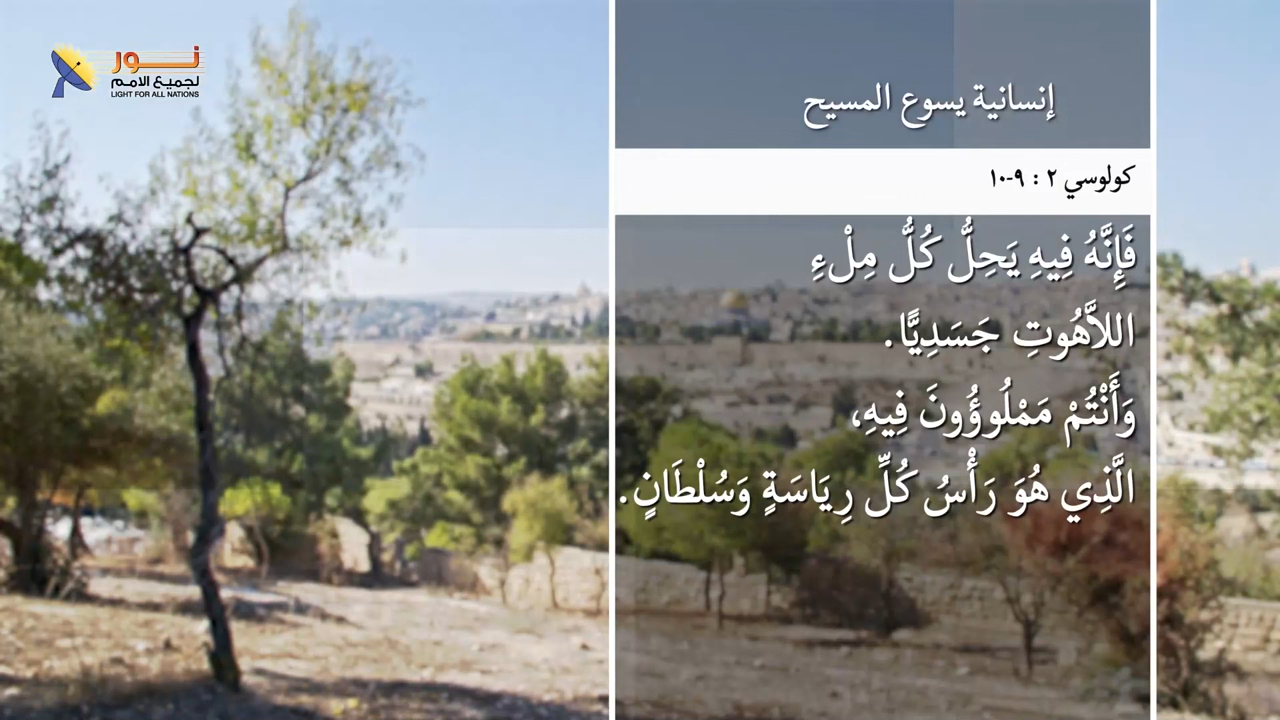 نور
لجميع الامم
LIGHT FOR ALL NATIONS
إنسانية يسوع المسيح
كولوسي ٢ : ٩-١٠
فَإِنَّهُ فِيهِ يَحِلُّ كُلُّ مِلْءِ
اللاَّهُوتِ جَسَدِيًّا.
وَأَنْتُمْ مَمْلُوؤُونَ فِيهِ،
الَّذِي هُوَ رَأْسُ كُلِّ رِيَاسَةٍ وَسُلْطَانٍ.